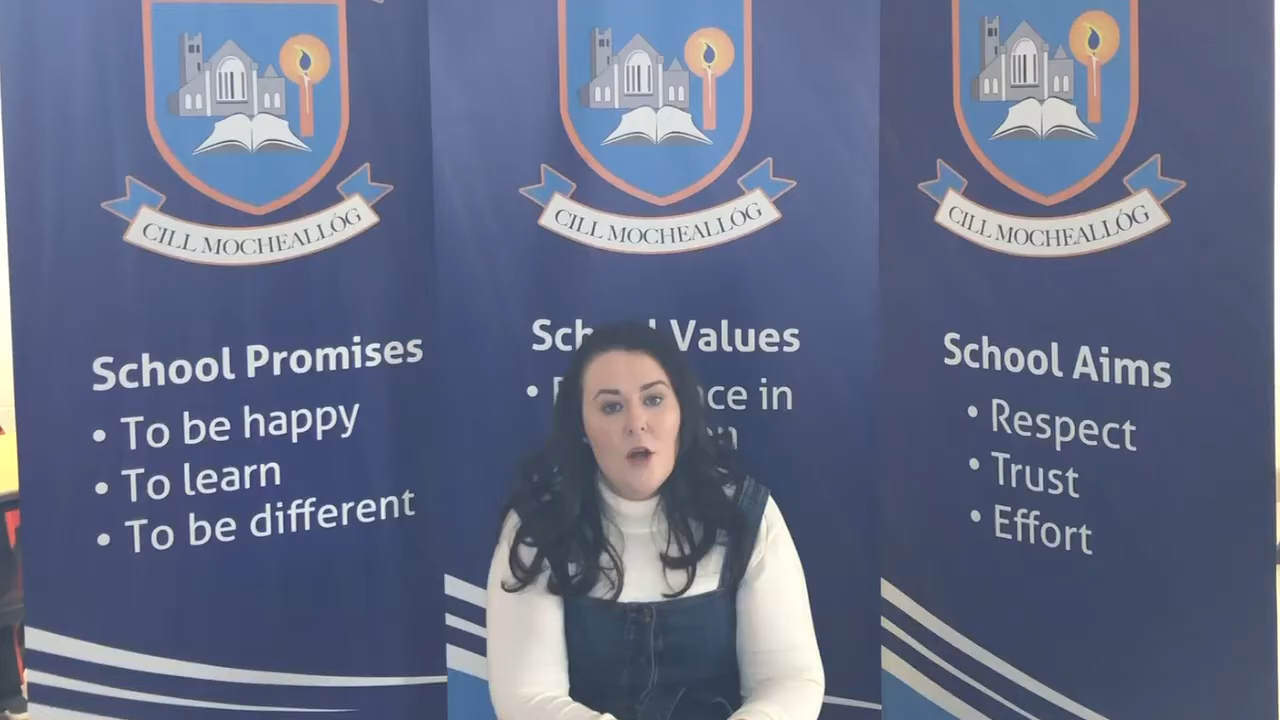 CILL MOCHEALLÓG
School Promises
• To be happy
• To learn
• To be different
CILL MOCHEALLÓG
Values
in
CILL MOCHEALLÓG
School Aims
• Respect
• Trust
• Effort